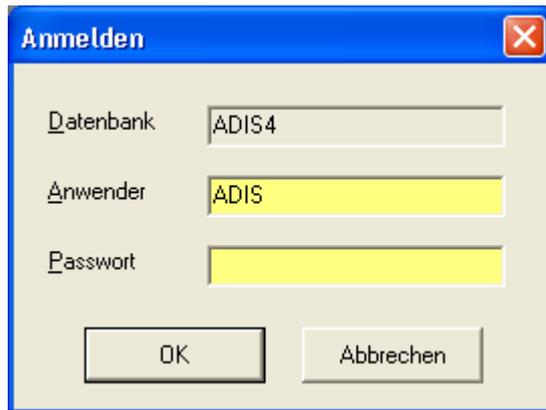 Anmelden
Datenbank ADIS4
Anwender ADIS
Passwort
OK Abbrechen